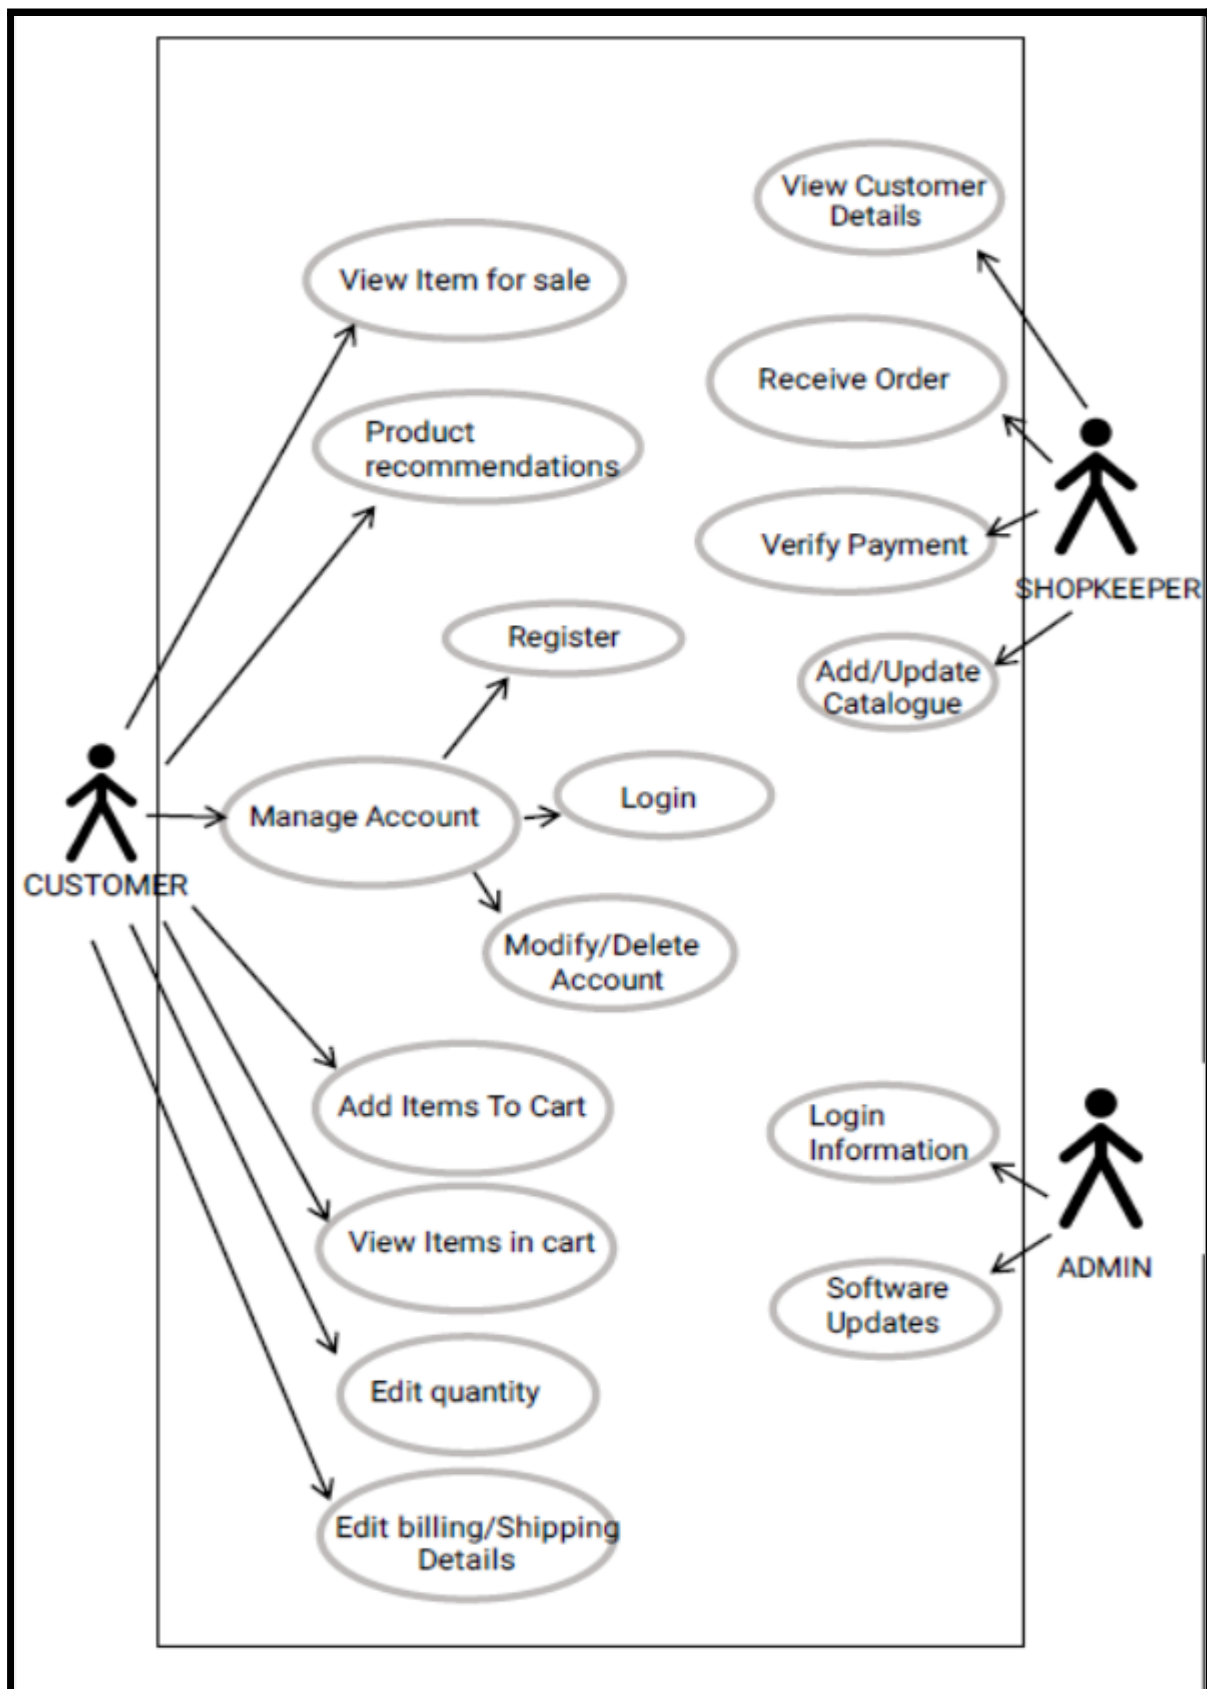 View Customer
Details
View Item for sale
Receive Order
Product
recommendations
Verify Payment
SHOPKEEPER
Register
Add/Update
Catalogue
Manage Account
Login
CUSTOMER
Modify/Delete
Account
Add Items To Cart
Login
Information
View Items in cart
ADMIN
Software
Updates
Edit quantity
Edit billing/Shipping
Details